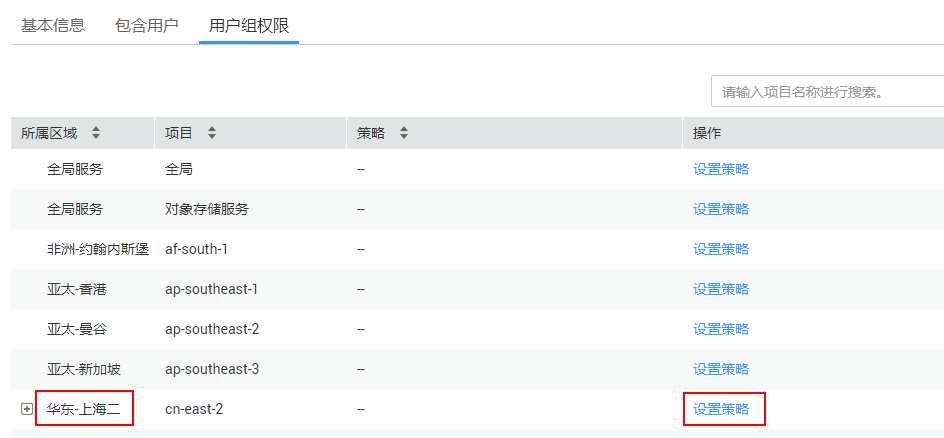 基本信息 包含用户 用户组权限
请输入项目名称进行搜索。
所属区域 项目 策略 操作
全局服务 全局 -- 设置策略
全局服务 对象存储服务 -- 设置策略
非洲-约翰内斯堡 af-south-1 -- 设置策略
亚太-香港 ap-southeast-1 -- 设置策略
亚太-曼谷 ap-southeast-2 -- 设置策略
亚太-新加坡 ap-southeast-3 -- 设置策略
华东-上海二 cn-east-2 -- 设置策略